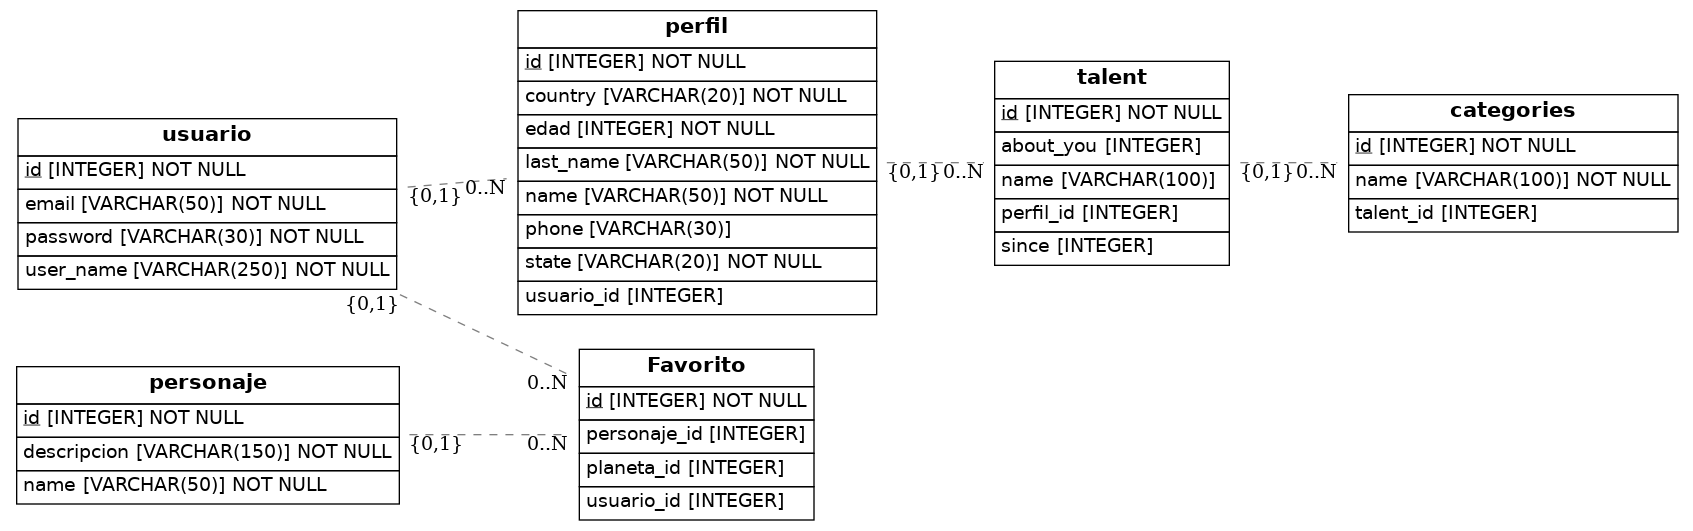 usuario
id [INTEGER] NOT NULL
email [VARCHAR(50)] NOT NULL
password [VARCHAR(30)] NOT NULL
user_name [VARCHAR(250)] NOT NULL
{0,1}
0..N
perfil
id [INTEGER] NOT NULL
country [VARCHAR(20)] NOT NULL
edad [INTEGER] NOT NULL
last_name [VARCHAR(50)] NOT NULL
name [VARCHAR(50)] NOT NULL
phone [VARCHAR(30)]
state [VARCHAR(20)] NOT NULL
usuario_id [INTEGER]
{0,1}
0..N
talent
id [INTEGER] NOT NULL
about_you [INTEGER]
name [VARCHAR(100)]
perfil_id [INTEGER]
since [INTEGER]
{0,1}
0..N
categories
id [INTEGER] NOT NULL
name [VARCHAR(100)] NOT NULL
talent_id [INTEGER]
{0,1}
0..N
personaje
id [INTEGER] NOT NULL
descripcion [VARCHAR(150)] NOT NULL
name [VARCHAR(50)] NOT NULL
{0,1}
0..N
Favorito
id [INTEGER] NOT NULL
personaje_id [INTEGER]
planeta_id [INTEGER]
usuario_id [INTEGER]